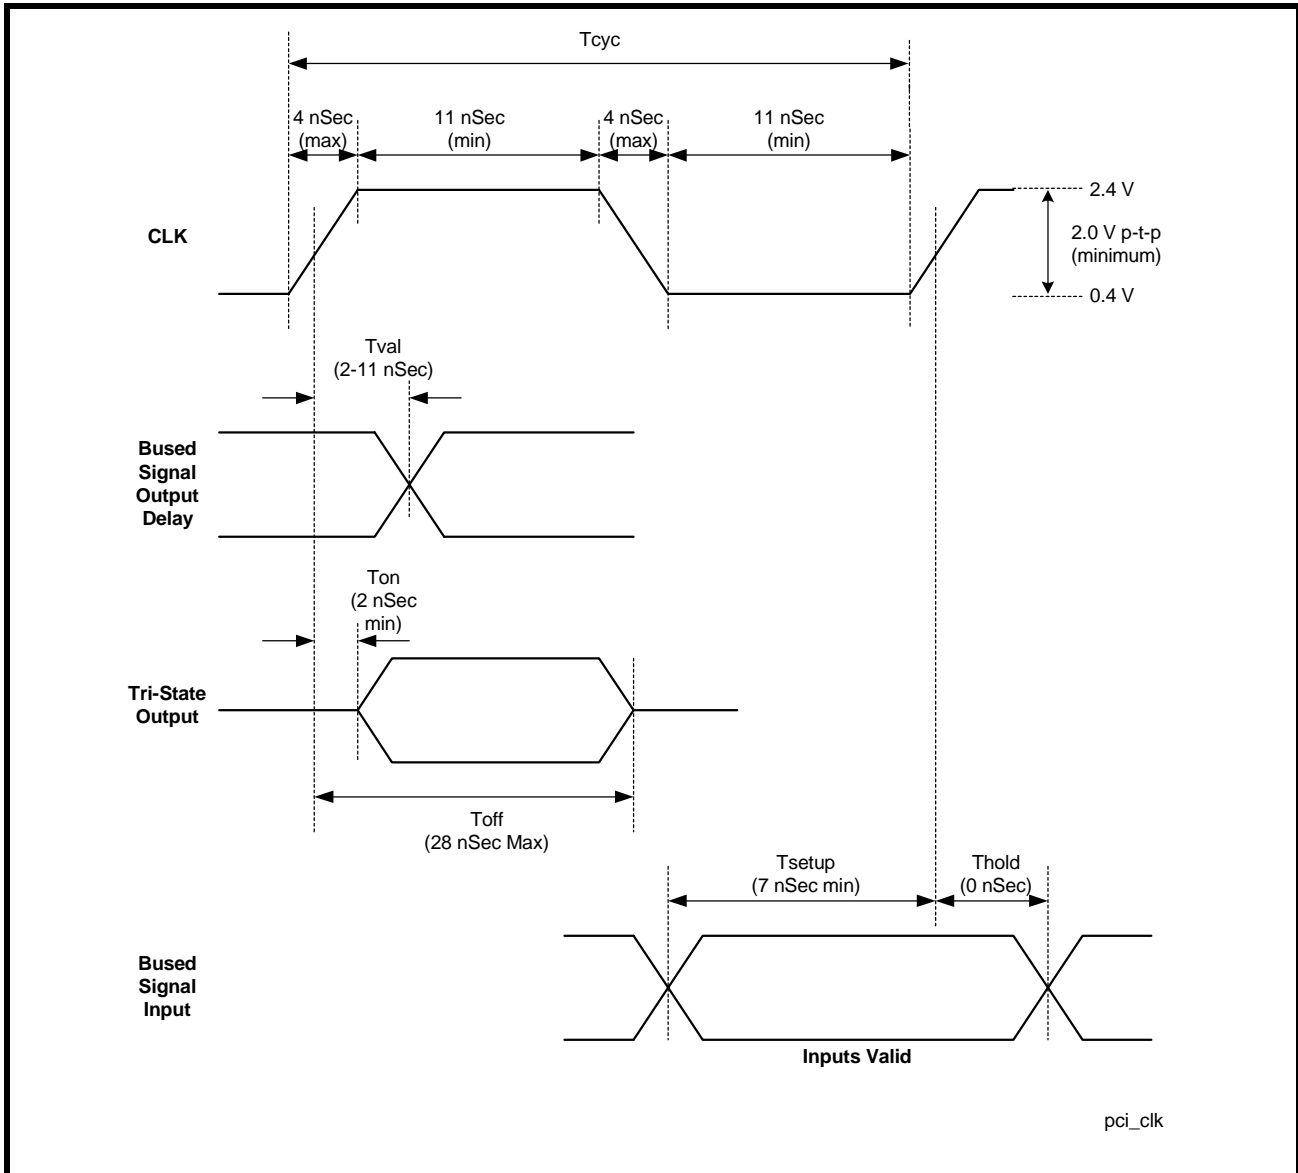 Tcyc
4 nSec
(max)
11 nSec
(min)
4 nSec
(max)
11 nSec
(min)
CLK
2.4 V
2.0 V p-t-p
(minimum)
0.4 V
Tval
(2-11 nSec)
Bused
Signal
Output
Delay
Ton
(2 nSec
min)
Tri-State
Output
Toff
(28 nSec Max)
Tsetup
(7 nSec min)
Thold
(0 nSec)
Bused
Signal
Input
Inputs Valid
pci_clk